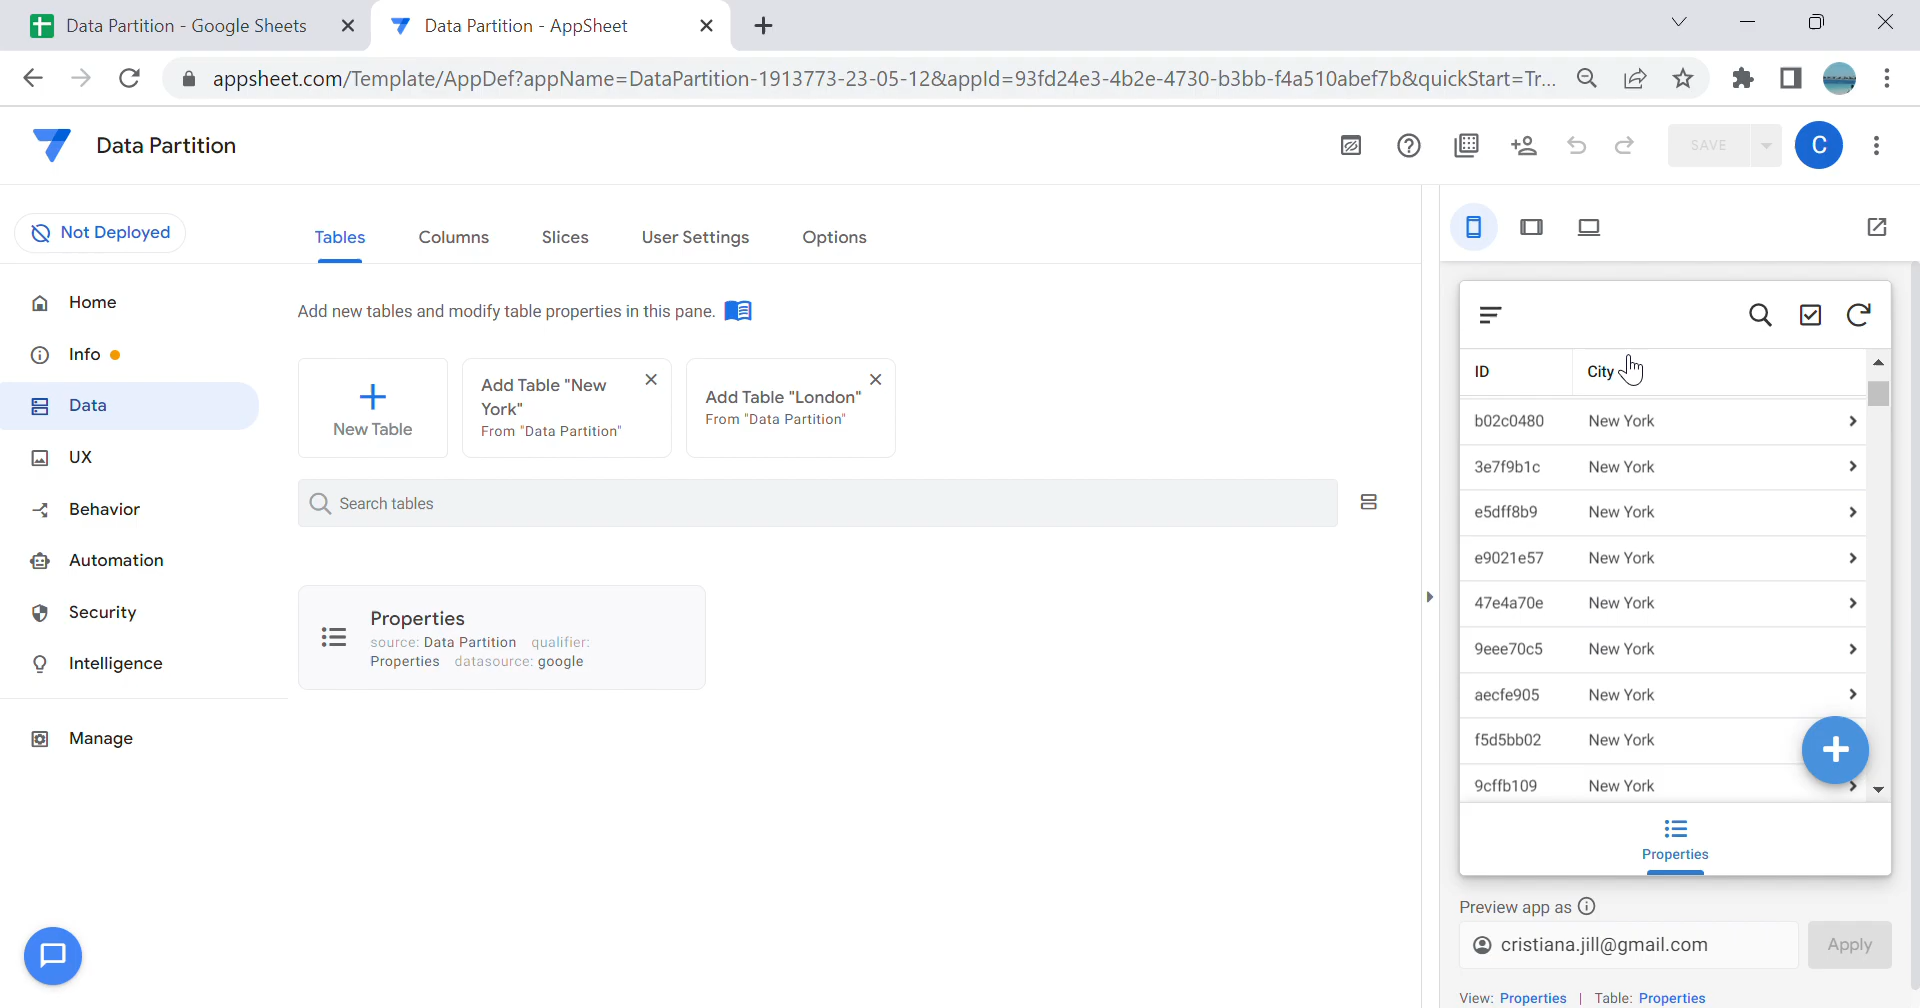 Data Partition - Google Sheets
Data Partition - AppSheet
appsheet.com/Template/AppDef?appName=DataPartition-1913773-23-05-12&appId=93fd24e3-4b2e-4730-b3bb-f4a510abef7b&quickStart=Tr...
Data Partition
SAVE
C
Not Deployed
Tables
Columns
Slices
User Settings
Options
Home
Info
Data
UX
Behavior
Automation
Security
Intelligence
Manage
Add new tables and modify table properties in this pane.
New Table
Add Table "New
York"
From "Data Partition"
Add Table "London"
From "Data Partition"
Search tables
Properties
source: Data Partition qualifier:
Properties datasource: google
ID City
b02c0480 New York
3e7f9b1c New York
e5dff8b9 New York
e9021e57 New York
47e4a70e New York
9eee70c5 New York
aecfe905 New York
f5d5bb02 New York
9cffb109 New York
Properties
Preview app as
cristiana.jill@gmail.com
Apply
View: Properties | Table: Properties